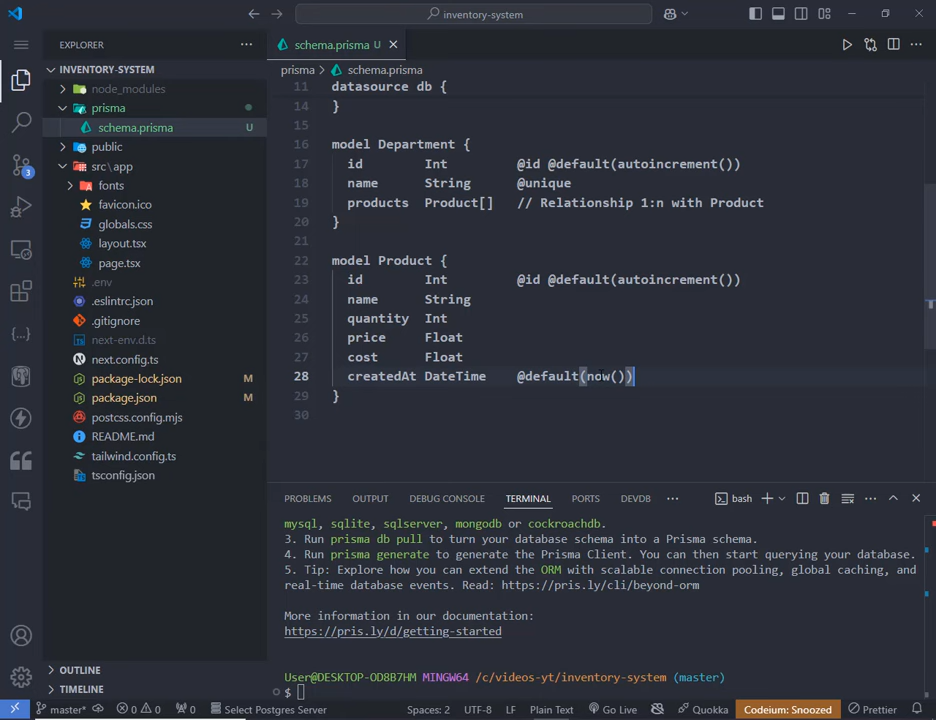 inventory-system
EXPLORER
INVENTORY-SYSTEM
node_modules
prisma
schema.prisma U
public
src\app
fonts
favicon.ico
globals.css
layout.tsx
page.tsx
.env
.eslintrc.json
.gitignore
next-env.d.ts
next.config.ts
package-lock.json M
package.json M
postcss.config.mjs
README.md
tailwind.config.ts
tsconfig.json
OUTLINE
TIMELINE
3
schema.prisma U
prisma > schema.prisma
11 datasource db {
14 }
15
16 model Department {
17 id Int @id @default(autoincrement())
18 name String @unique
19 products Product[] // Relationship 1:n with Product
20 }
21
22 model Product {
23 id Int @id @default(autoincrement())
24 name String
25 quantity Int
26 price Float
27 cost Float
28 createdAt DateTime @default(now())
29 }
30
PROBLEMS OUTPUT DEBUG CONSOLE TERMINAL PORTS DEVDB bash
mysql, sqlite, sqlserver, mongodb or cockroachdb.
3. Run prisma db pull to turn your database schema into a Prisma schema.
4. Run prisma generate to generate the Prisma Client. You can then start querying your database.
5. Tip: Explore how you can extend the ORM with scalable connection pooling, global caching, and
real-time database events. Read: https://pris.ly/cli/beyond-orm
More information in our documentation:
https://pris.ly/d/getting-started
User@DESKTOP-OD8B7HM MINGW64 /c/videos-yt/inventory-system (master)
$
master* 0 0 0 Select Postgres Server Spaces: 2 UTF-8 LF Plain Text Go Live Quokka Codeium: Snoozed Prettier